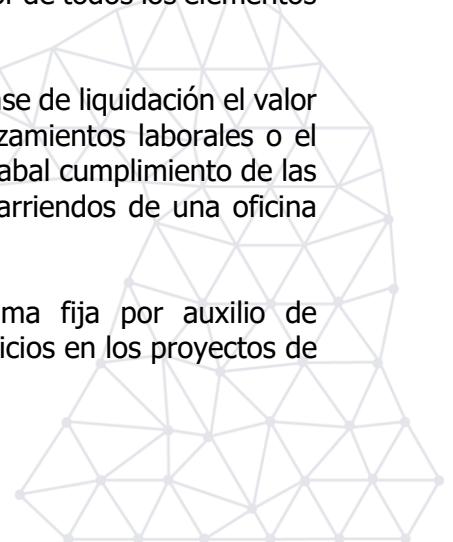 or de todos los elementos
se de liquidación el valor
zamientos laborales o el
abal cumplimiento de las
arriendos de una oficina
ma fija por auxilio de
icios en los proyectos de